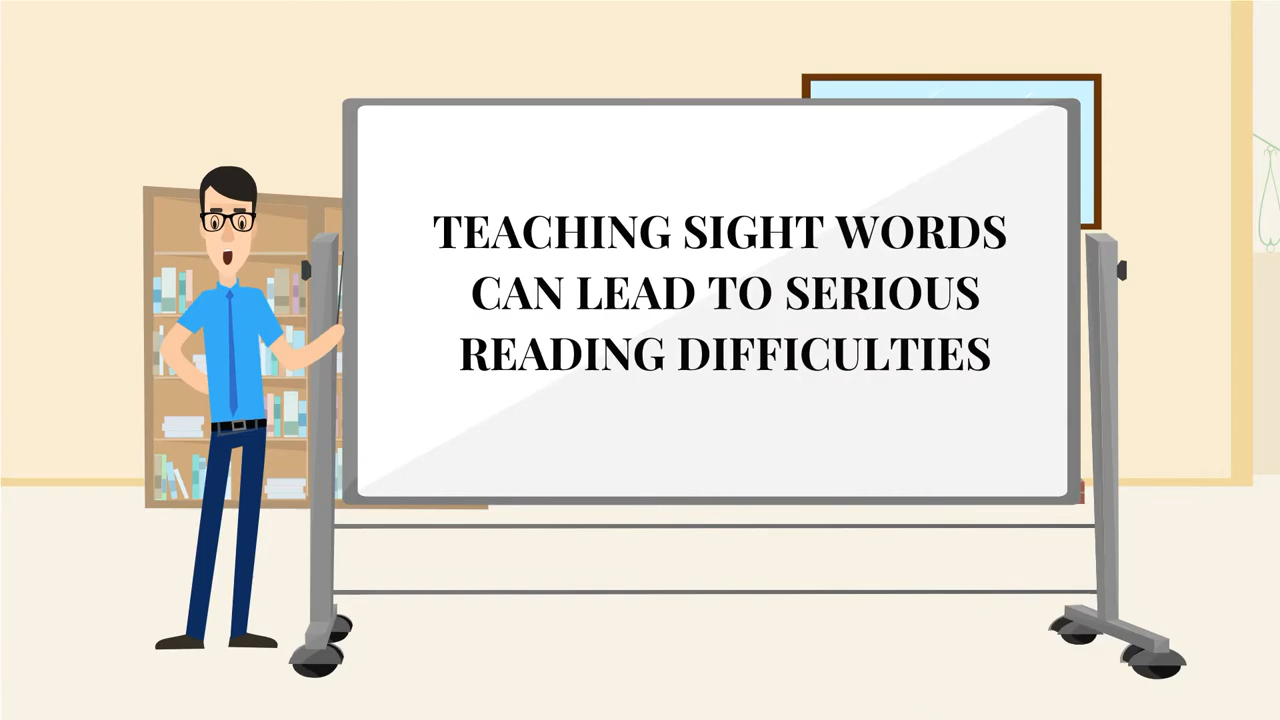 TEACHING SIGHT WORDS
CAN LEAD TO SERIOUS
READING DIFFICULTIES